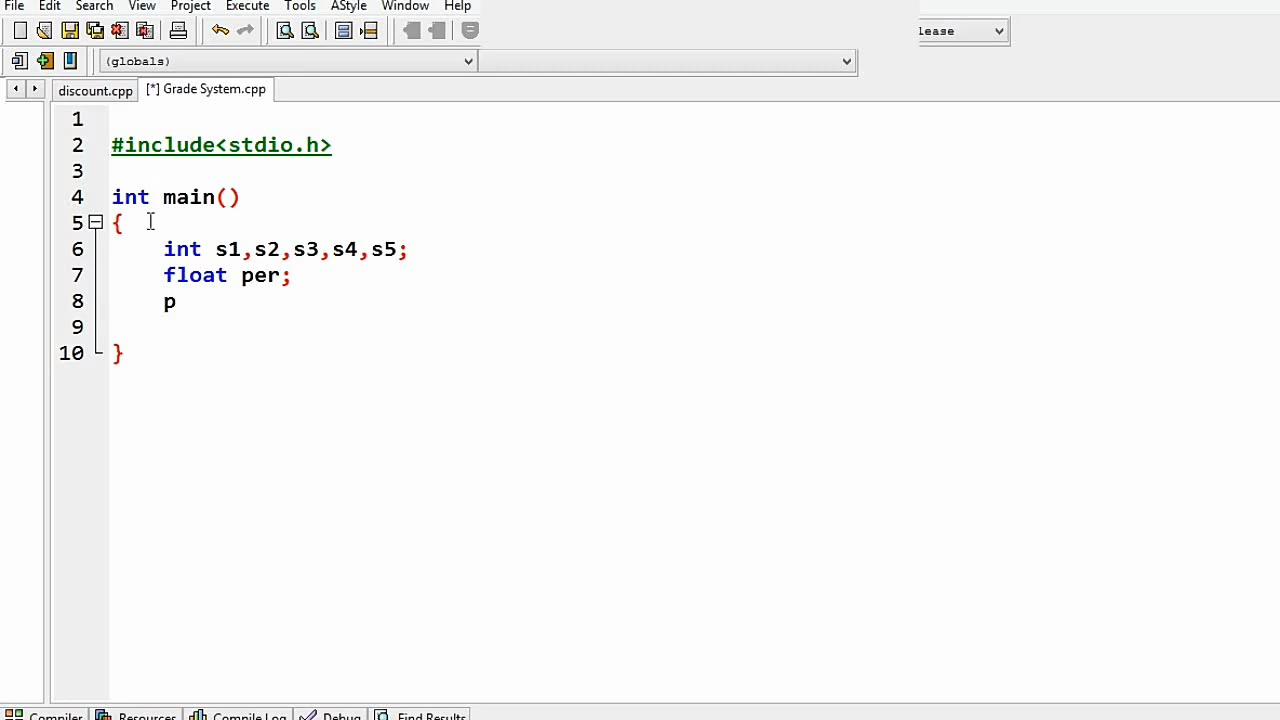 File Edit Search View Project Execute Tools AStyle Window Help
lease
(globals)
discount.cpp [*] Grade System.cpp
1
2 #include<stdio.h>
3
4 int main()
5 {
6 int s1,s2,s3,s4,s5;
7 float per;
8 p
9
10 }
Compiler Resources Compile Log Debug Find Results